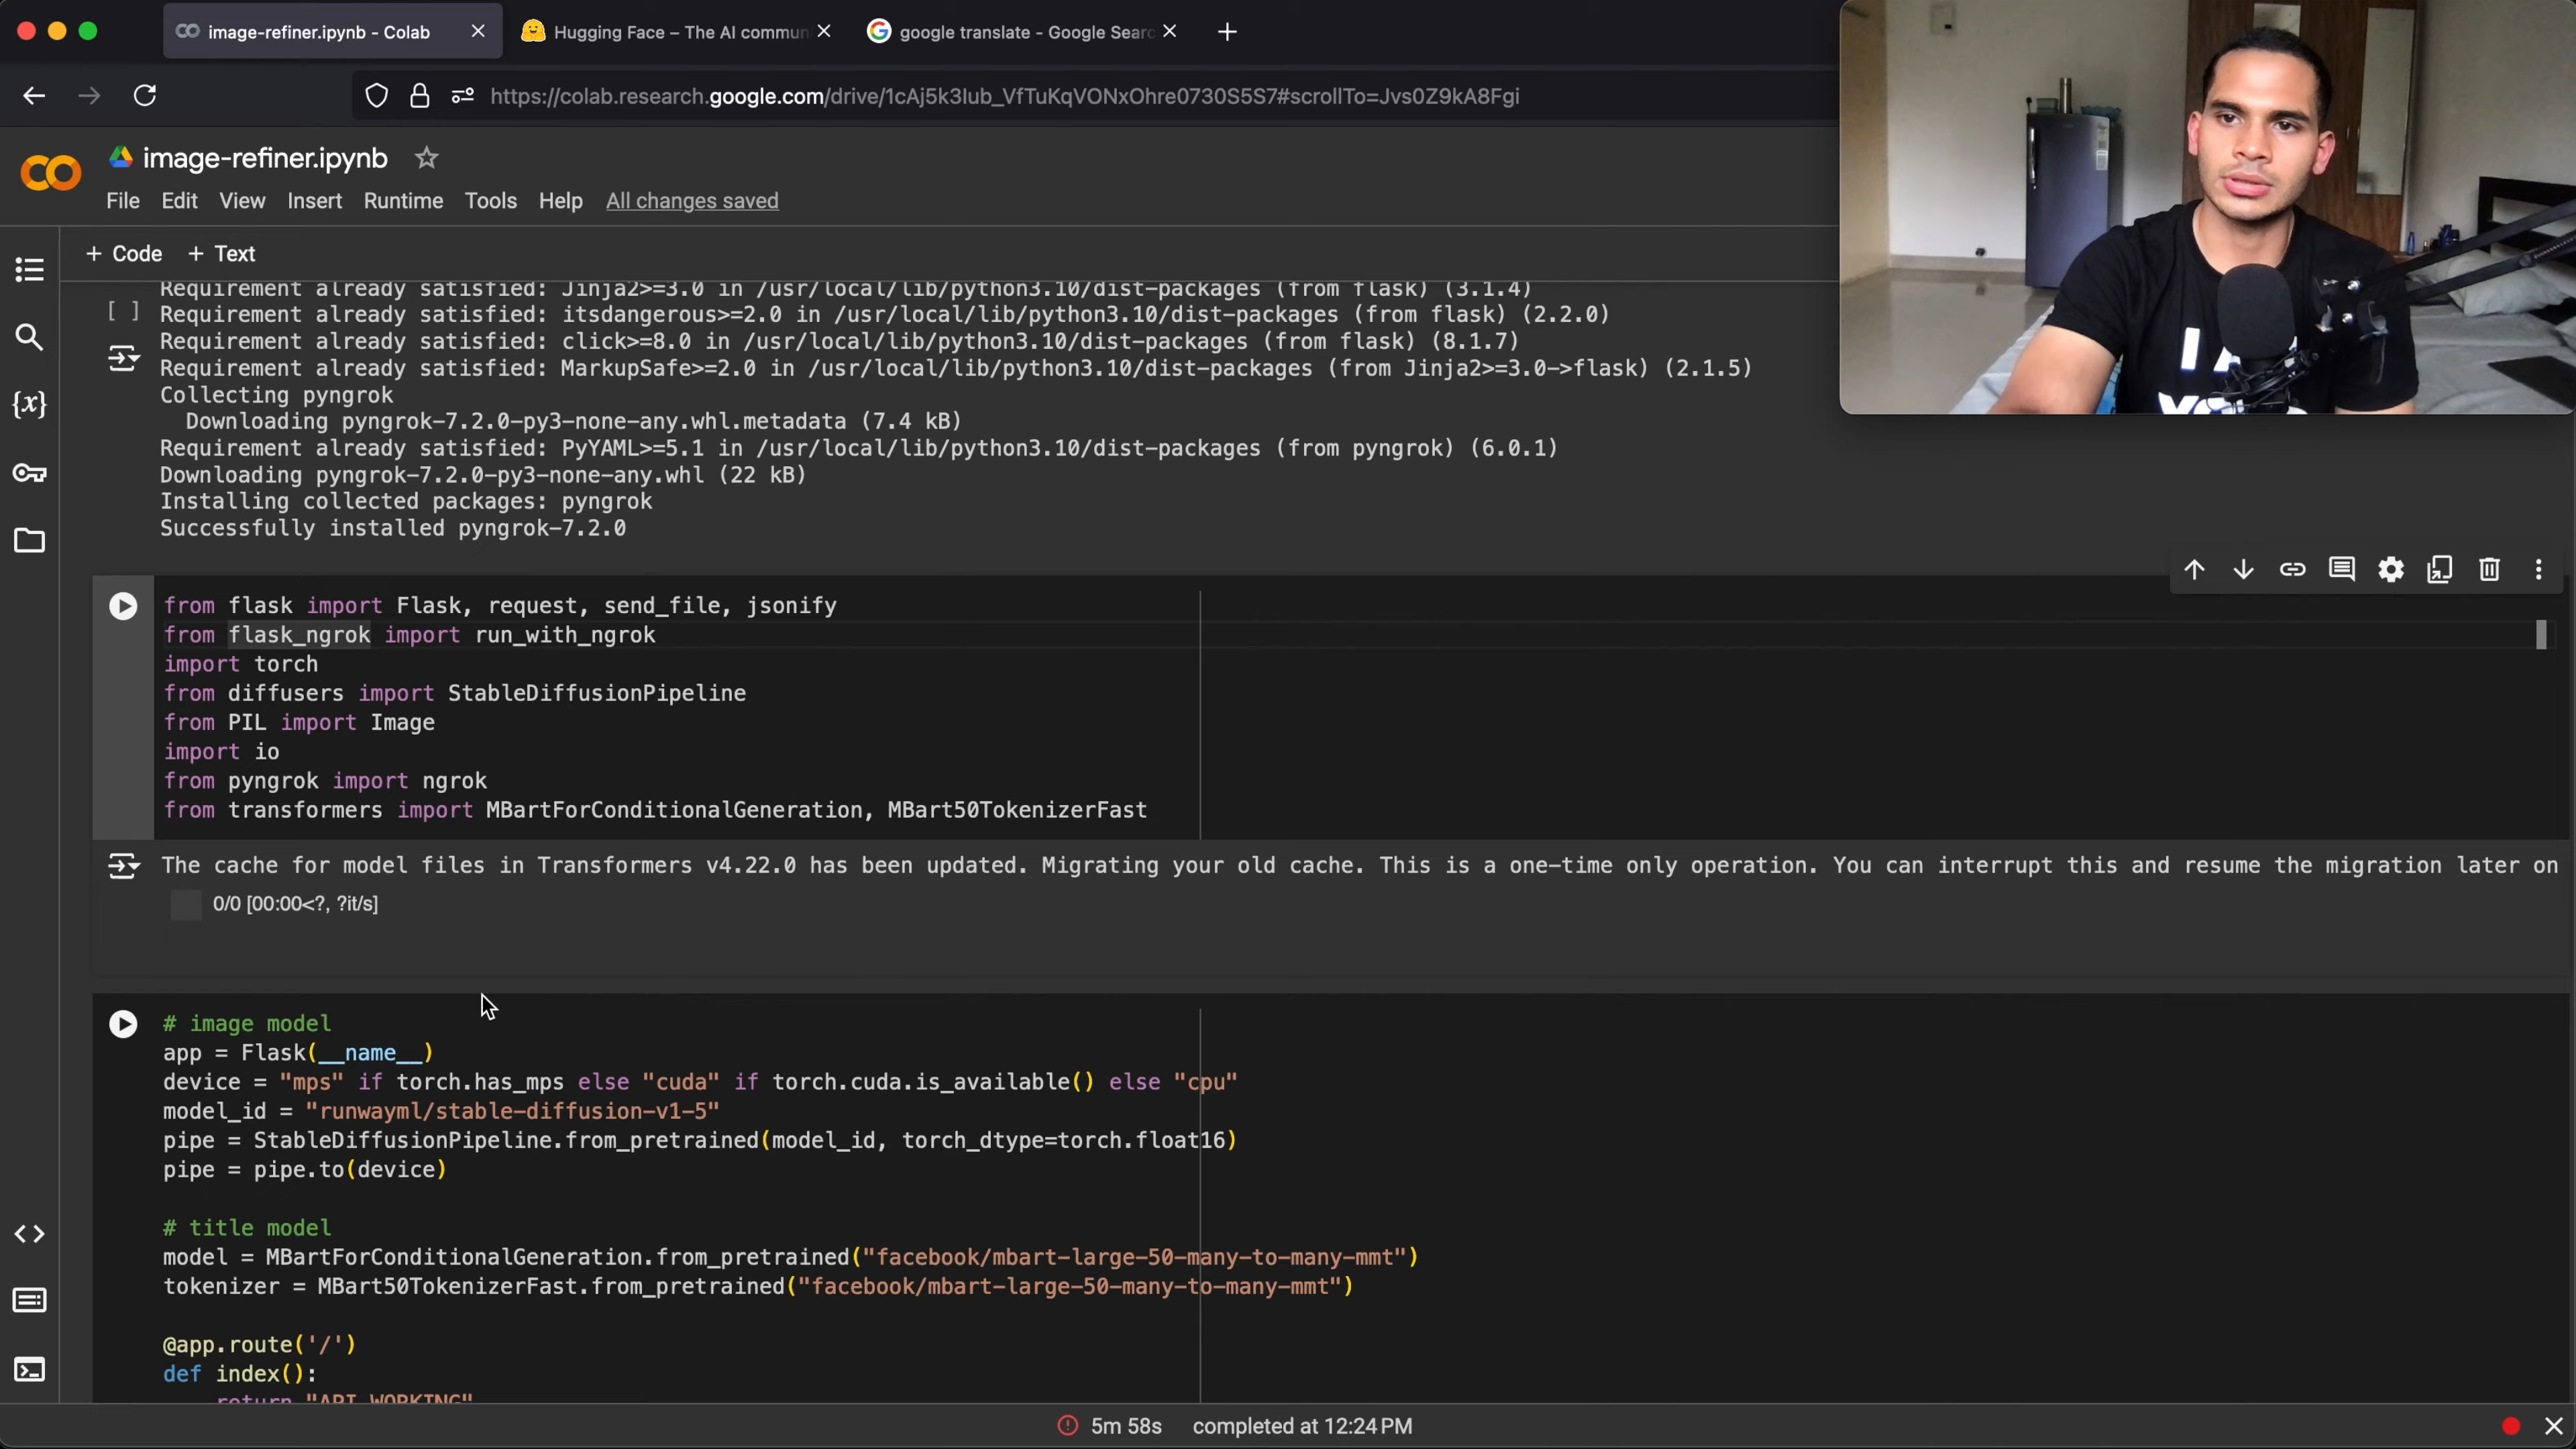 image-refiner.ipynb - Colab
Hugging Face – The AI commun
google translate - Google Searc
https://colab.research.google.com/drive/1cAj5k3Iub_VfTuKqVONxOhre0730S5S7#scrollTo=Jvs0Z9kA8Fgi
image-refiner.ipynb
File Edit View Insert Runtime Tools Help All changes saved
+ Code + Text
Requirement already satisfied: Jinja2>=3.0 in /usr/local/lib/python3.10/dist-packages (from flask) (3.1.4)
[ ] Requirement already satisfied: itsdangerous>=2.0 in /usr/local/lib/python3.10/dist-packages (from flask) (2.2.0)
Requirement already satisfied: click>=8.0 in /usr/local/lib/python3.10/dist-packages (from flask) (8.1.7)
Requirement already satisfied: MarkupSafe>=2.0 in /usr/local/lib/python3.10/dist-packages (from Jinja2>=3.0->flask) (2.1.5)
Collecting pyngrok
Downloading pyngrok-7.2.0-py3-none-any.whl.metadata (7.4 kB)
Requirement already satisfied: PyYAML>=5.1 in /usr/local/lib/python3.10/dist-packages (from pyngrok) (6.0.1)
Downloading pyngrok-7.2.0-py3-none-any.whl (22 kB)
Installing collected packages: pyngrok
Successfully installed pyngrok-7.2.0
from flask import Flask, request, send_file, jsonify
from flask_ngrok import run_with_ngrok
import torch
from diffusers import StableDiffusionPipeline
from PIL import Image
import io
from pyngrok import ngrok
from transformers import MBartForConditionalGeneration, MBart50TokenizerFast
The cache for model files in Transformers v4.22.0 has been updated. Migrating your old cache. This is a one-time only operation. You can interrupt this and resume the migration later on
0/0 [00:00<?, ?it/s]
# image model
app = Flask(__name__)
device = "mps" if torch.has_mps else "cuda" if torch.cuda.is_available() else "cpu"
model_id = "runwayml/stable-diffusion-v1-5"
pipe = StableDiffusionPipeline.from_pretrained(model_id, torch_dtype=torch.float16)
pipe = pipe.to(device)
# title model
model = MBartForConditionalGeneration.from_pretrained("facebook/mbart-large-50-many-to-many-mmt")
tokenizer = MBart50TokenizerFast.from_pretrained("facebook/mbart-large-50-many-to-many-mmt")
@app.route('/')
def index():
return "API WORKING"
5m 58s completed at 12:24 PM